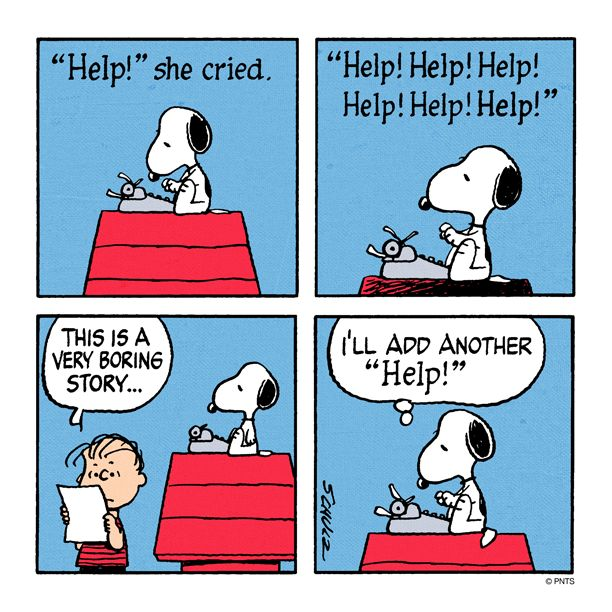 “Help!” she cried.
“Help! Help! Help!
Help! Help! Help!”
THIS IS A
VERY BORING
STORY...
I'LL ADD ANOTHER
“Help!”
SCHULZ
© PNTS